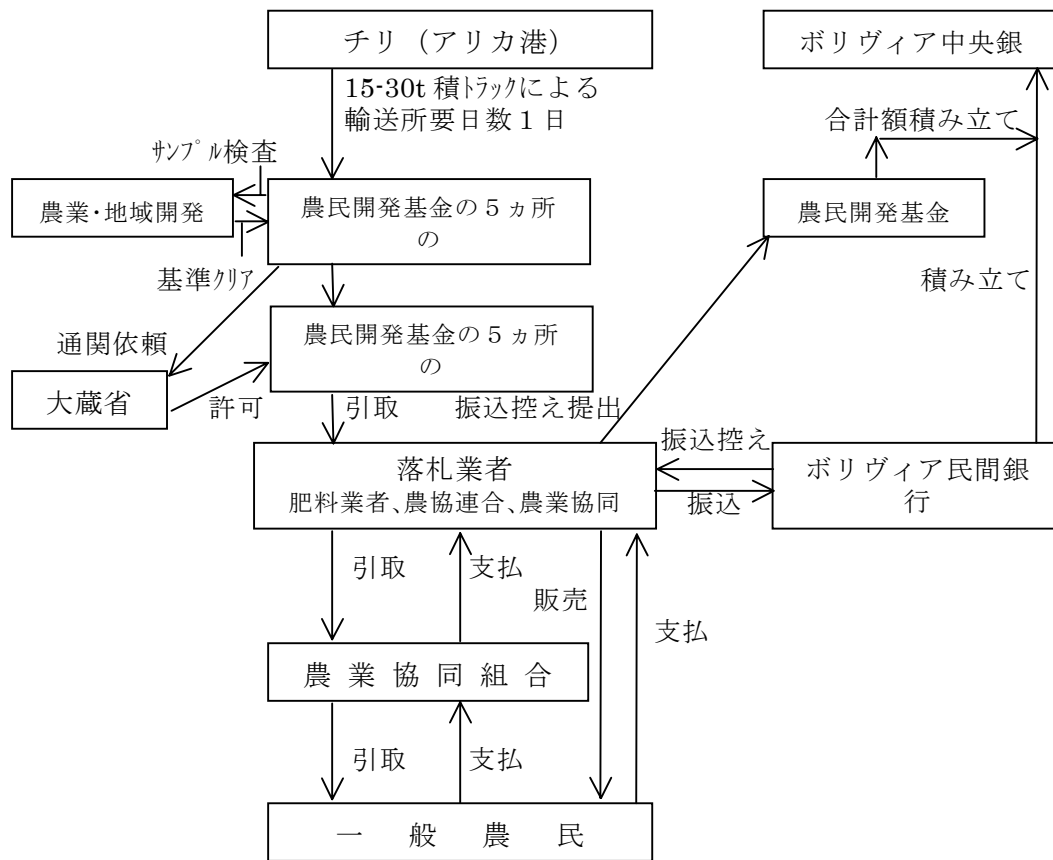 チリ（アリカ港）
ボリヴィア中央銀
15-30t 積ﾄﾗｯｸによる
輸送所要日数１日
合計額積み立て
ｻﾝﾌﾟﾙ検査
農業・地域開発
農民開発基金の５ヵ所
の
農民開発基金
基準ｸﾘｱ
積み立て
通関依頼
農民開発基金の５ヵ所
の
大蔵省
許可
引取
振込控え提出
落札業者
肥料業者、農協連合、農業協同
振込控え
振込
ボリヴィア民間銀
行
引取
支払
販売
支払
農業協同組合
引取
支払
一般農民